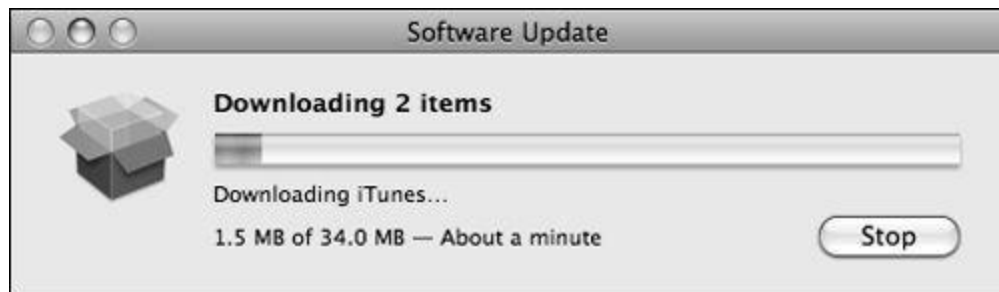 Software Update
Downloading 2 items
Downloading iTunes...
1.5 MB of 34.0 MB — About a minute
Stop